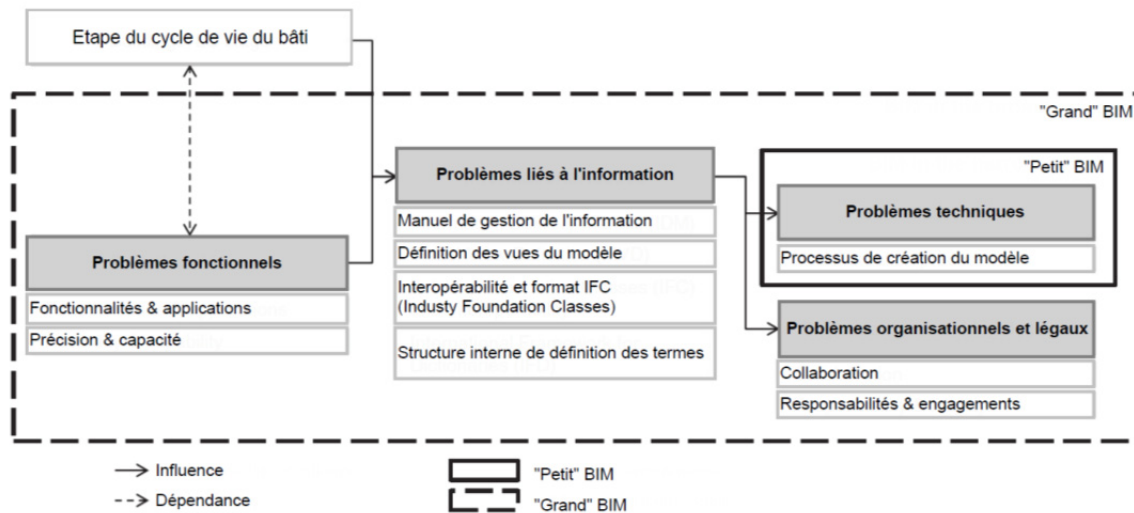 Etape du cycle de vie du bâti
"Grand" BIM
"Petit" BIM
Problèmes liés à l'information
Manuel de gestion de l'information
Définition des vues du modèle
Interopérabilité et format IFC
(Industy Foundation Classes)
Structure interne de définition des termes
Problèmes techniques
Processus de création du modèle
Problèmes fonctionnels
Fonctionnalités & applications
Précision & capacité
Problèmes organisationnels et légaux
Collaboration
Responsabilités & engagements
Influence
Dépendance
"Petit" BIM
"Grand" BIM